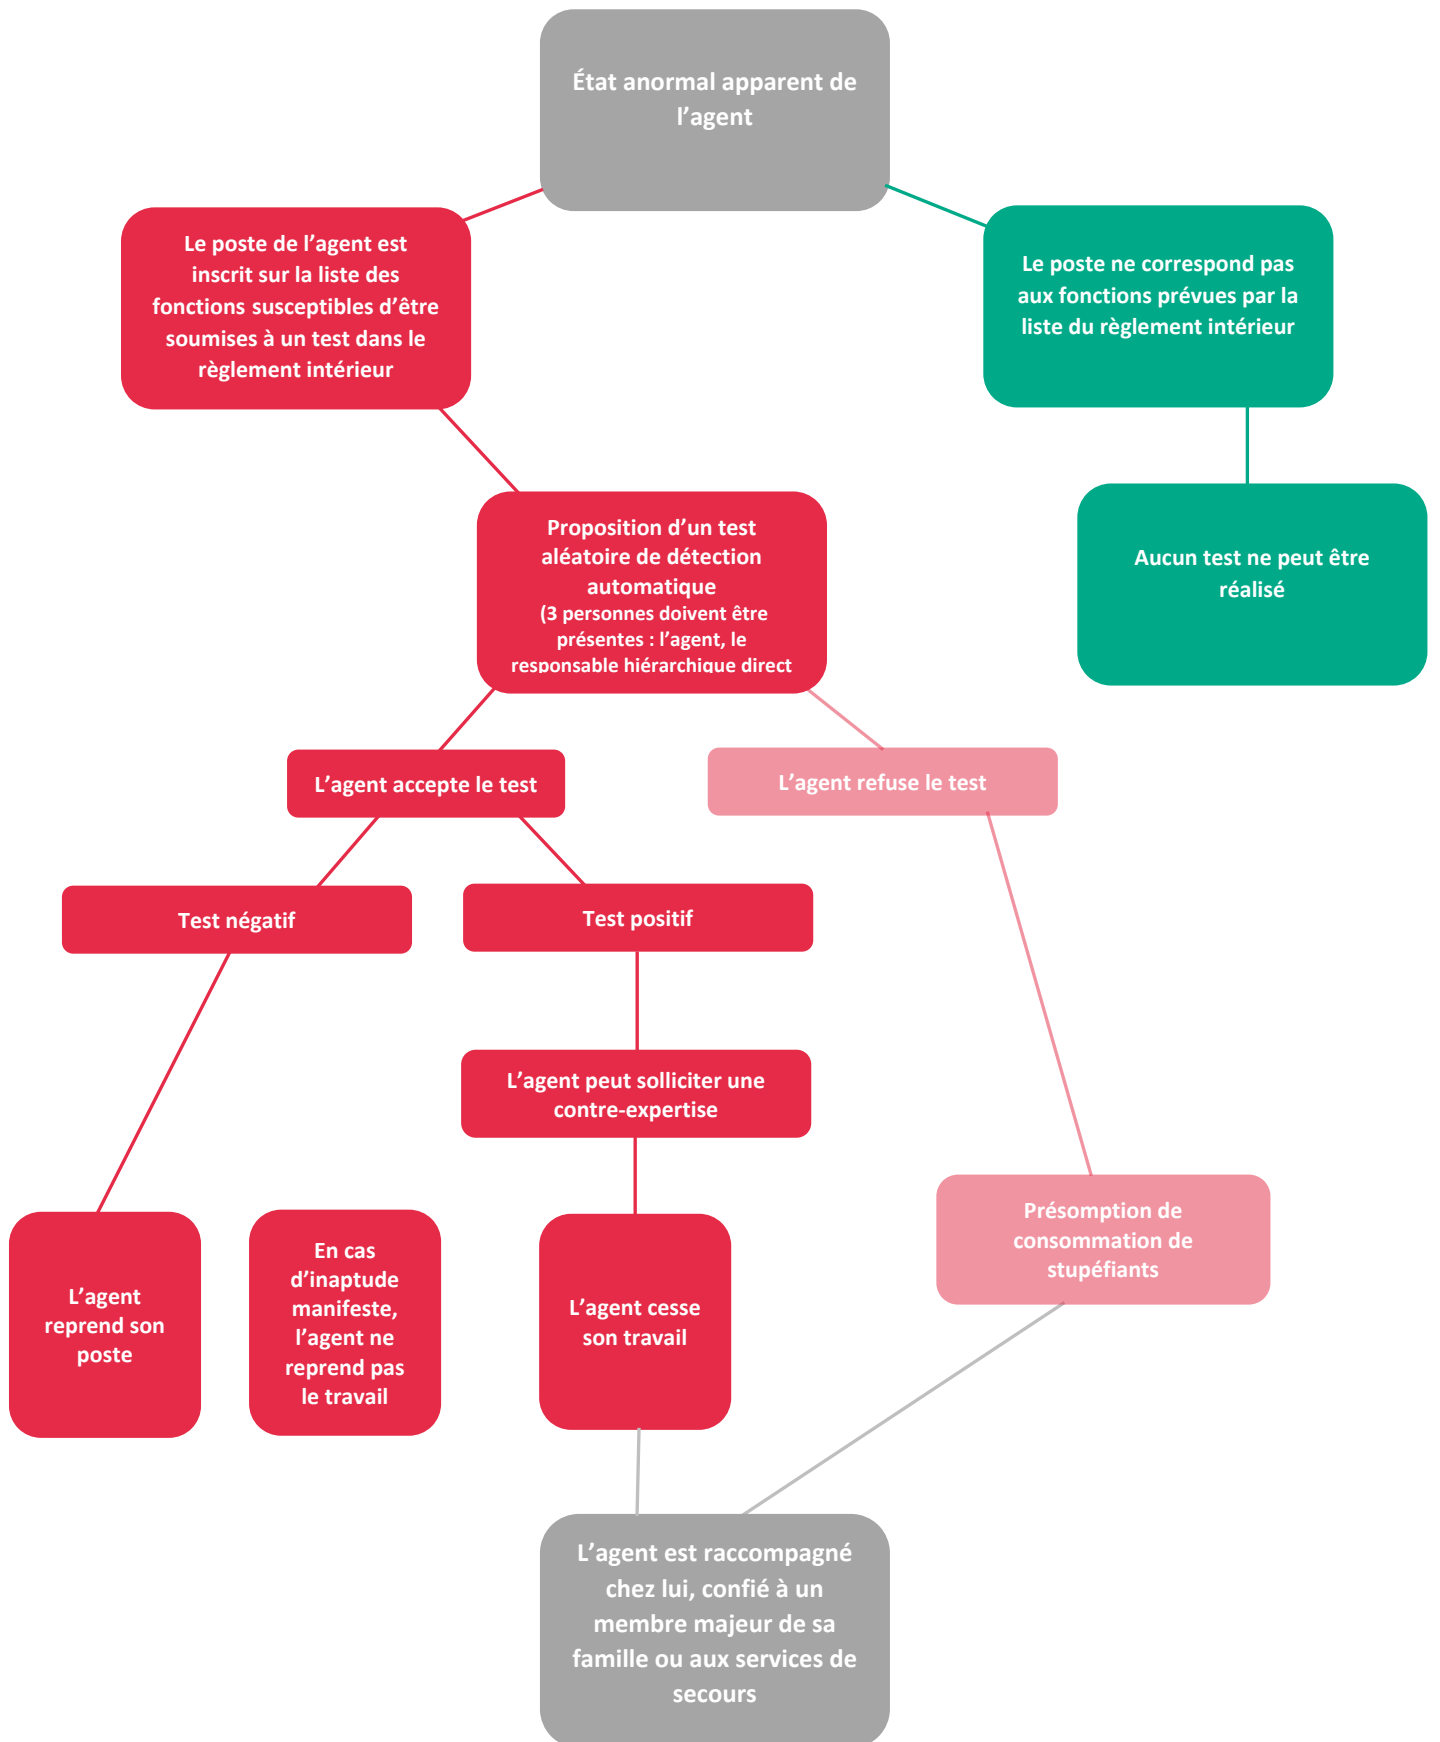 État anormal apparent de
l’agent
Le poste de l’agent est
inscrit sur la liste des
fonctions susceptibles d’être
soumises à un test dans le
règlement intérieur
Le poste ne correspond pas
aux fonctions prévues par la
liste du règlement intérieur
Proposition d’un test
aléatoire de détection
automatique
(3 personnes doivent être
présentes : l’agent, le
responsable hiérarchique direct
Aucun test ne peut être
réalisé
L’agent accepte le test
L’agent refuse le test
Test négatif
Test positif
L’agent peut solliciter une
contre-expertise
Présomption de
consommation de
stupéfiants
L’agent
reprend son
poste
En cas
d’inaptude
manifeste,
l’agent ne
reprend pas
le travail
L’agent cesse
son travail
L’agent est raccompagné
chez lui, confié à un
membre majeur de sa
famille ou aux services de
secours